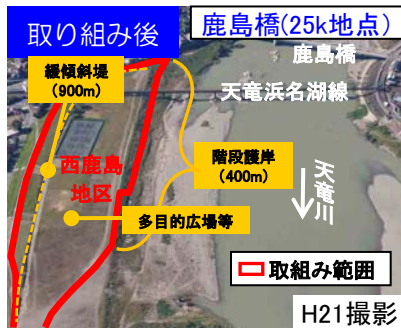 取り組み後
鹿島橋(25k地点)
鹿島橋
緩傾斜堤
(900m)
天竜浜名湖線
西鹿島
地区
階段護岸
(400m)
天竜川
多目的広場等
取組み範囲
H21撮影